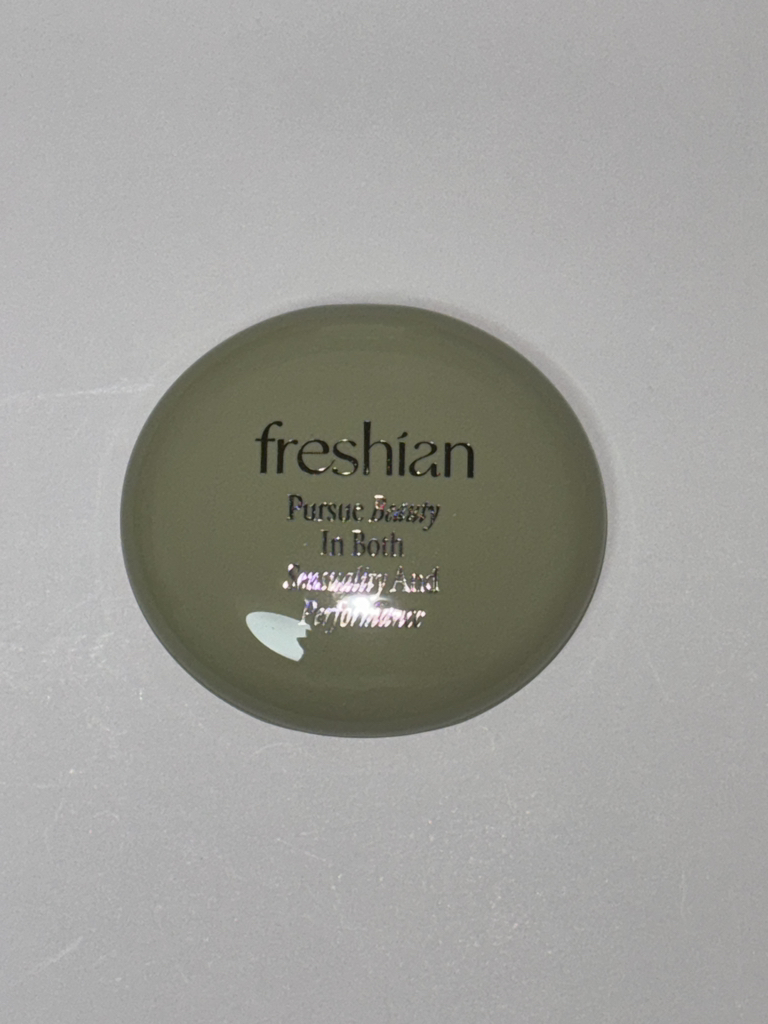 freshian
Pursue Beauty
In Both
Sensuality And
Performance